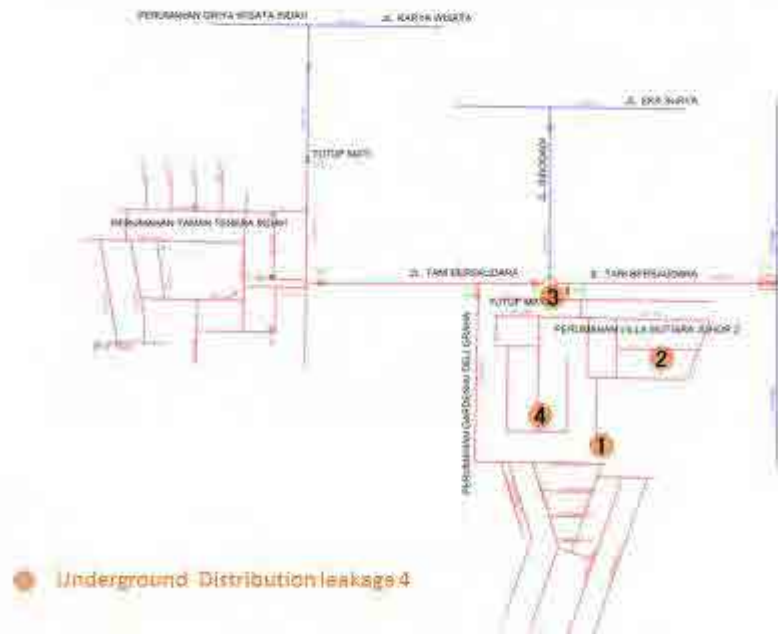 PERUMAHAN GRIYA WISATA INDAH
JL. KARYA WISATA
JL. EKA SURYA
TUTUP MATI
PERUMAHAN TAMAN TEMBERA INDAH
JL. TANI BERSAUDARA
JL. TANI BERSAUDARA
3
TUTUP MATI
PERUMAHAN VILLA MUTIARA JOHOR 2
2
PERUMAHAN GARDENIA DELI GRAHA
4
1
Underground Distribution leakage 4